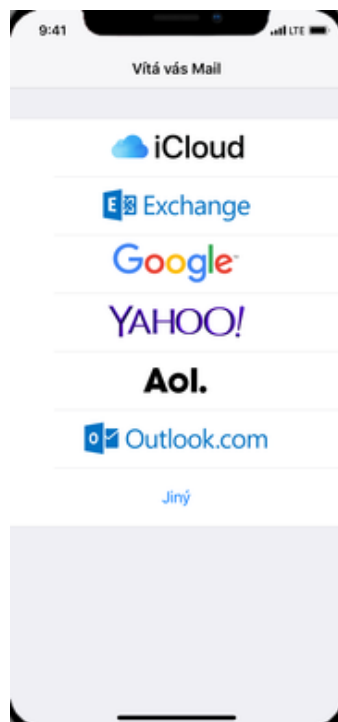 9:41 LTE
Vítá vás Mail
iCloud
E Exchange
Google
YAHOO!
Aol.
o Outlook.com
Jiný